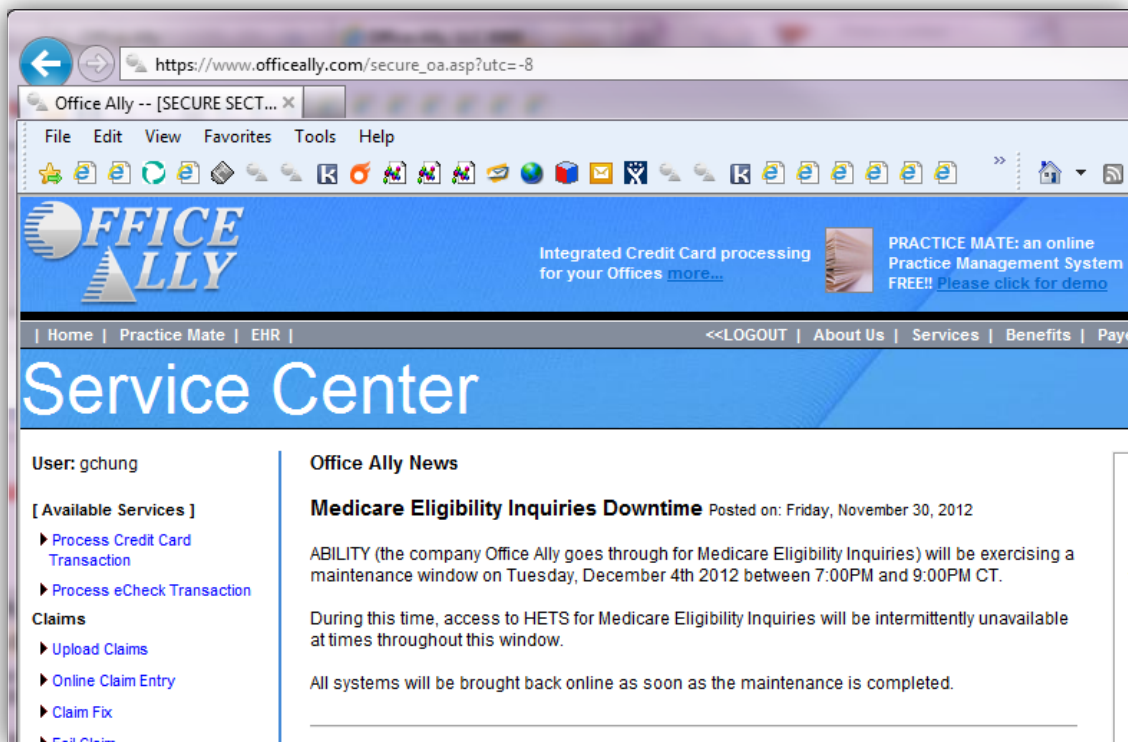 https://www.officeally.com/secure_oa.asp?utc=-8
Office Ally -- [SECURE SECT...
File Edit View Favorites Tools Help
OFFICE
ALLY
Integrated Credit Card processing
for your Offices more...
PRACTICE MATE: an online
Practice Management System
FREE!! Please click for demo
| Home | Practice Mate | EHR |
<<LOGOUT | About Us | Services | Benefits |
Service Center
User: gchung
[ Available Services ]
Process Credit Card
Transaction
Process eCheck Transaction
Claims
Upload Claims
Online Claim Entry
Claim Fix
Office Ally News
Medicare Eligibility Inquiries Downtime Posted on: Friday, November 30, 2012
ABILITY (the company Office Ally goes through for Medicare Eligibility Inquiries) will be exercising a
maintenance window on Tuesday, December 4th 2012 between 7:00PM and 9:00PM CT.
During this time, access to HETS for Medicare Eligibility Inquiries will be intermittently unavailable
at times throughout this window.
All systems will be brought back online as soon as the maintenance is completed.